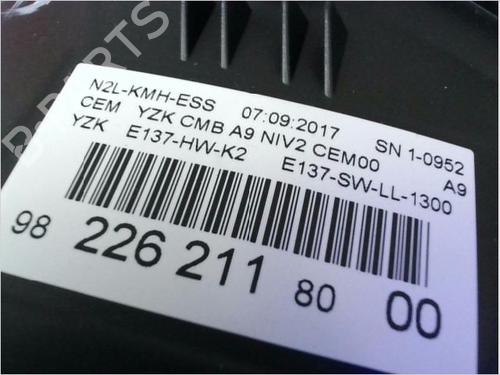 N2L-KMH-ESS 07:09:2017 SN 1-0952
CEM YZK CMB A9 NIV2 CEM00 A9
YZK E137-HW-K2 E137-SW-LL-1300
98 226 211 80 00
B-PARTS